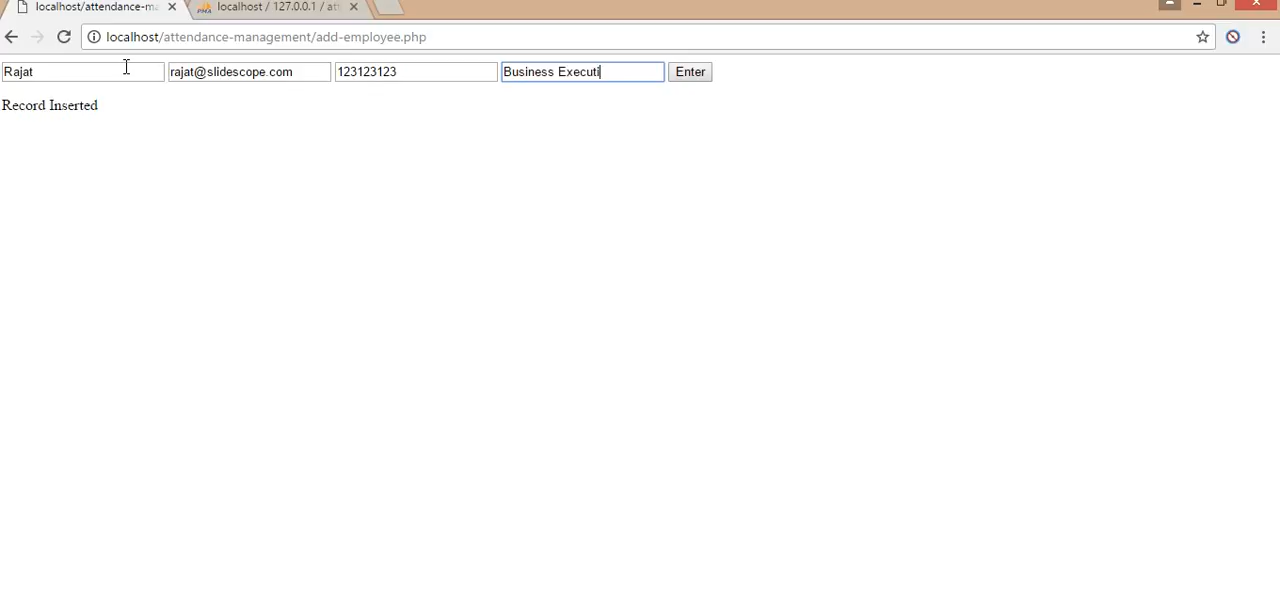 localhost/attendance-ma
localhost / 127.0.0.1 / att
localhost/attendance-management/add-employee.php
Rajat
rajat@slidescope.com
123123123
Business Executi
Enter
Record Inserted